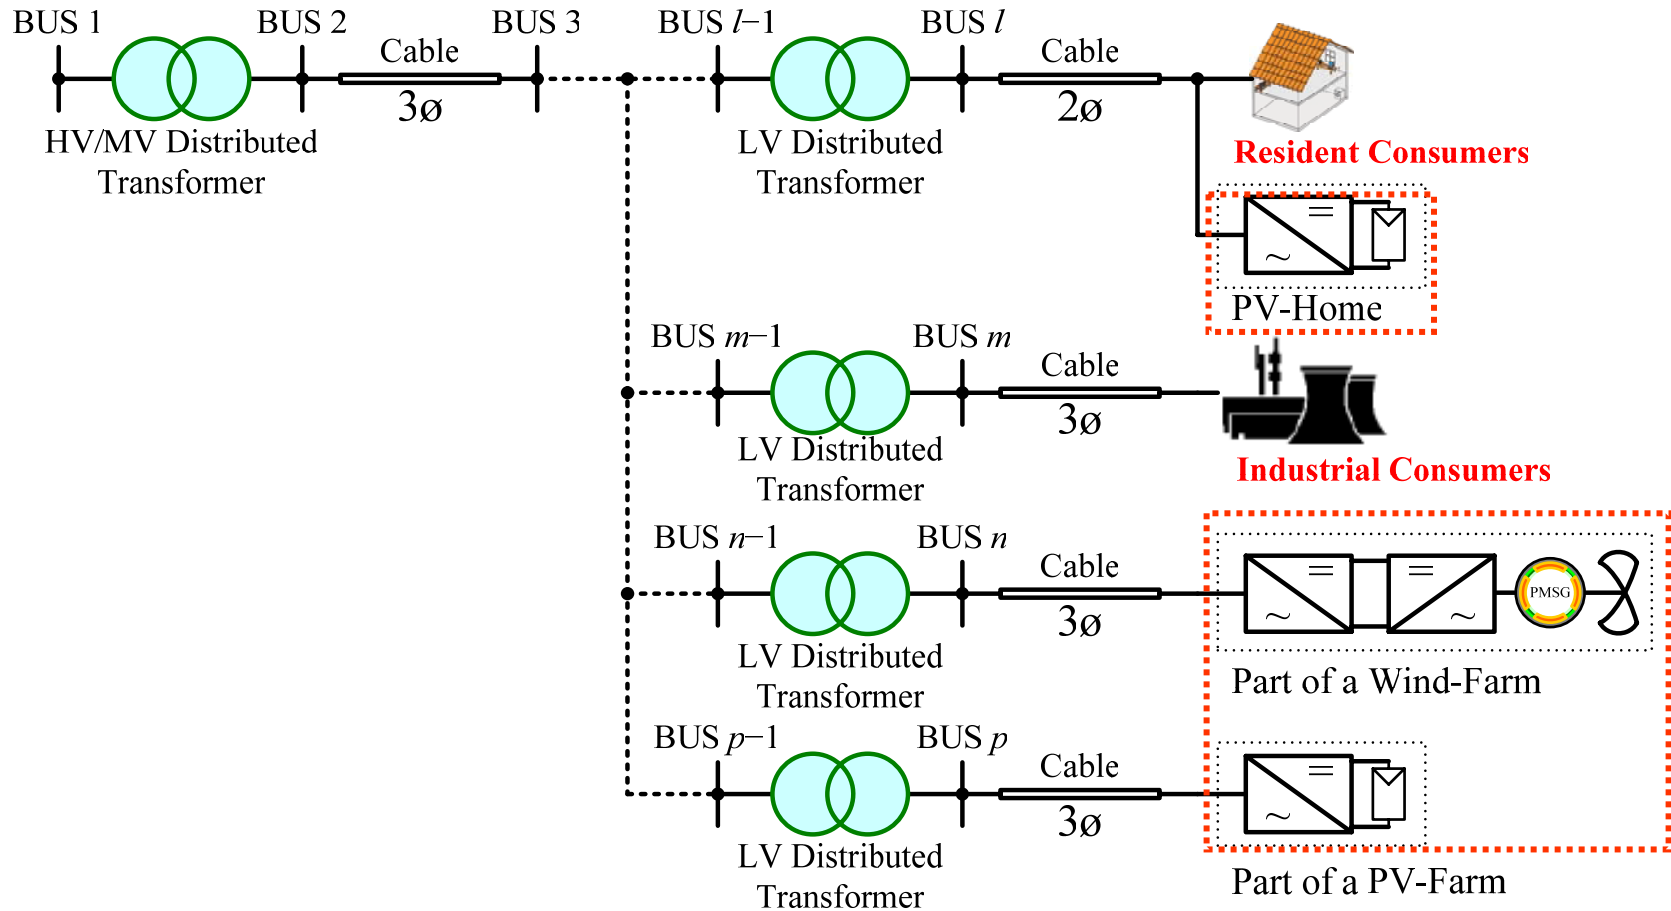 BUS 1
BUS 2
BUS 3
BUS l−1
BUS l
Cable
Cable
3ø
2ø
HV/MV Distributed
Transformer
LV Distributed
Transformer
Resident Consumers
=
~
PV-Home
BUS m−1
BUS m
Cable
3ø
LV Distributed
Transformer
Industrial Consumers
BUS n−1
BUS n
Cable
3ø
=
~
=
~
PMSG
LV Distributed
Transformer
Part of a Wind-Farm
BUS p−1
BUS p
Cable
3ø
=
~
LV Distributed
Transformer
Part of a PV-Farm